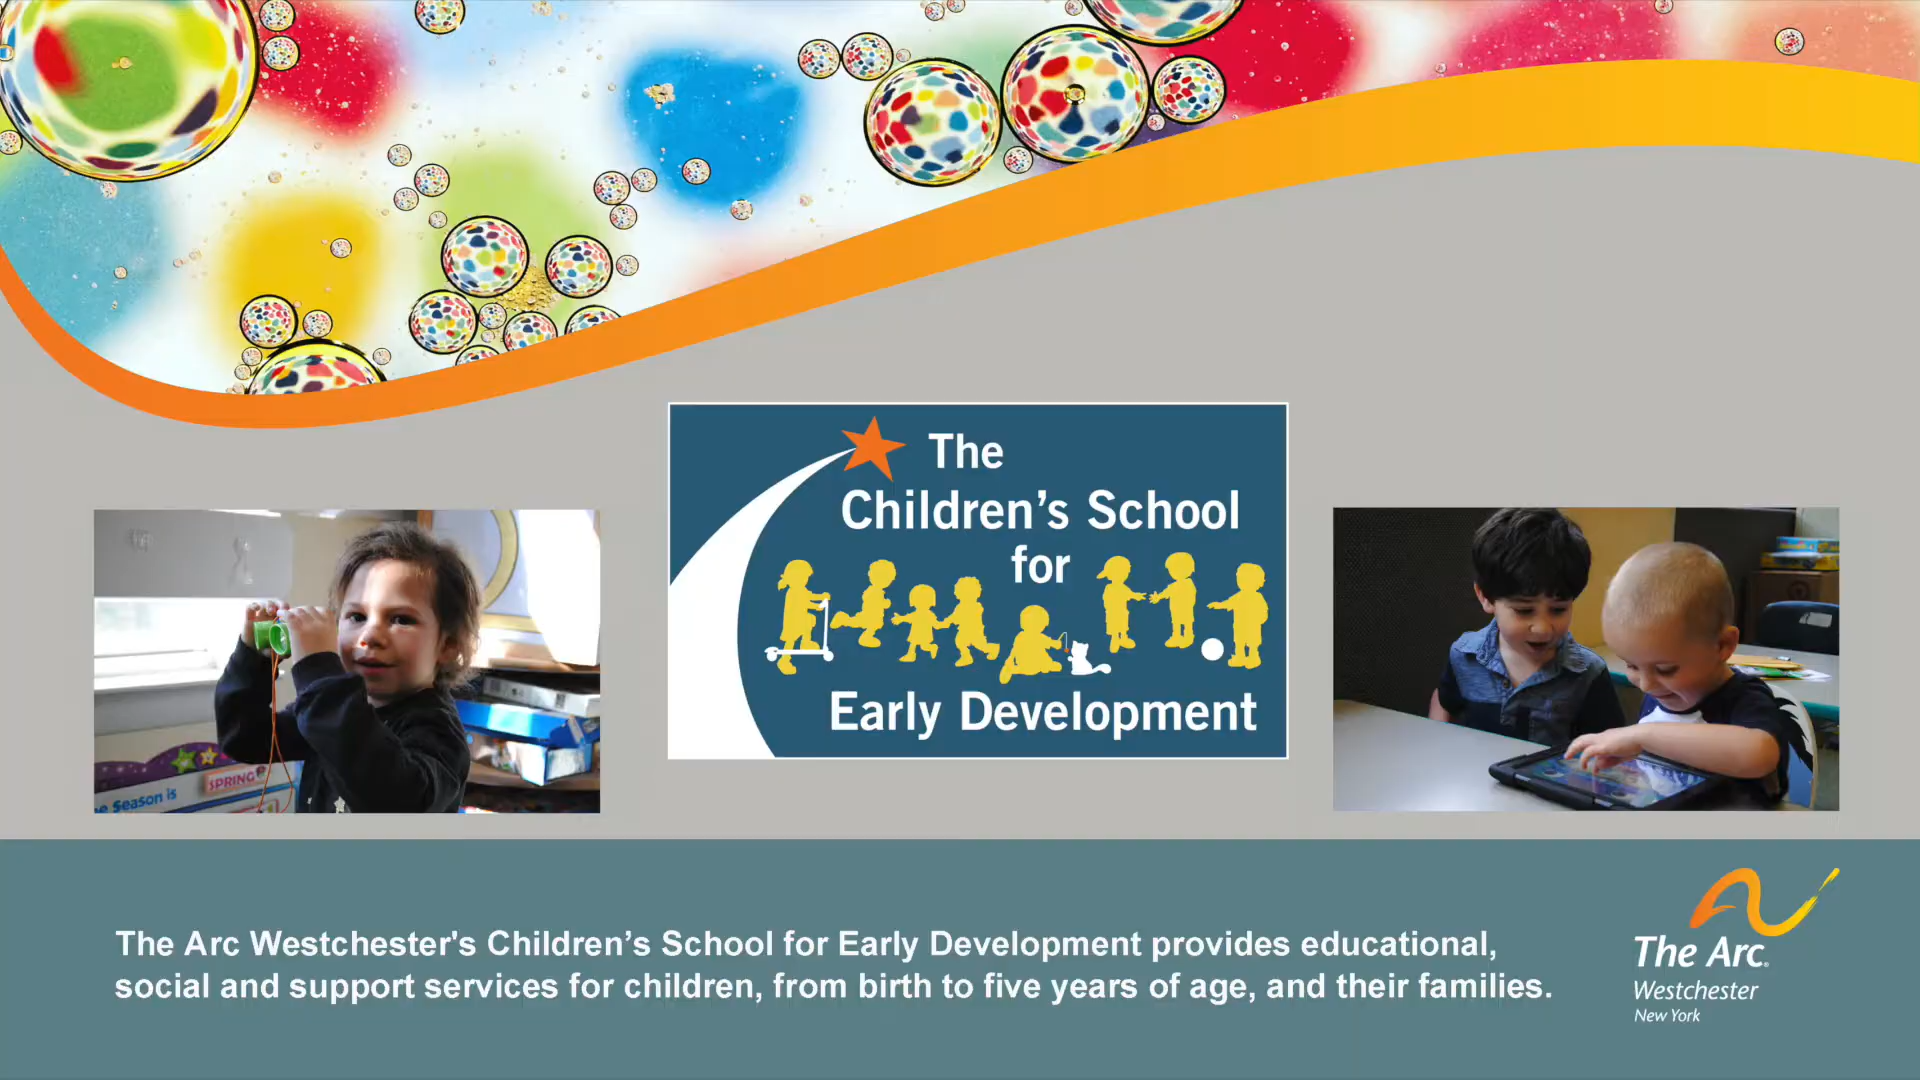 The
Children’s School
for
Early Development
SPRING
e Season is
The Arc Westchester's Children’s School for Early Development provides educational,
social and support services for children, from birth to five years of age, and their families.
The Arc®
Westchester
New York